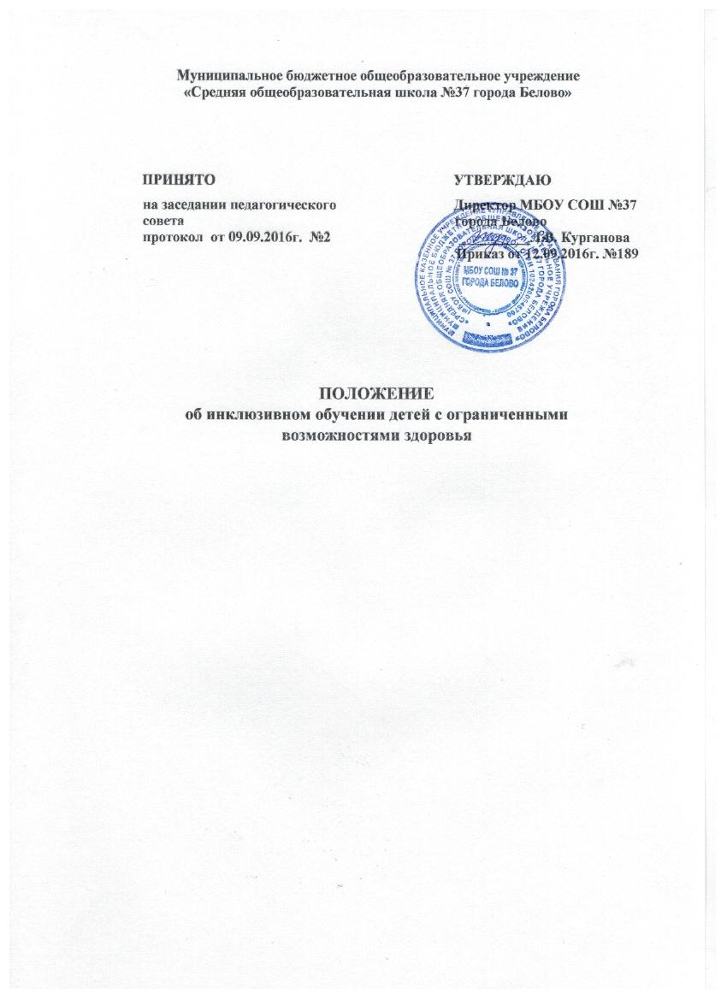 Муниципальное бюджетное общеобразовательное учреждение
«Средняя общеобразовательная школа №37 города Белово»
ПРИНЯТО
на заседании педагогического
совета
протокол от 09.09.2016г. №2
УТВЕРЖДАЮ
Директор МБОУ СОШ №37
города Белово
Л.В. Курганова
Приказ от 12.09.2016г. №189
МБОУ СОШ № 37
ГОРОДА БЕЛОВО
ПОЛОЖЕНИЕ
об инклюзивном обучении детей с ограниченными
возможностями здоровья